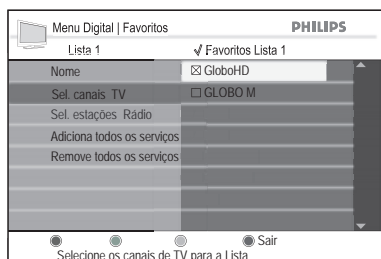 Menu Digital | Favoritos PHILIPS
Lista 1 √ Favoritos Lista 1
Nome ☒ GloboHD
Sel. canais TV ☐ GLOBO M
Sel. estações Rádio
Adiciona todos os serviços
Remove todos os serviços
Sair
Selecione os canais de TV para a Lista